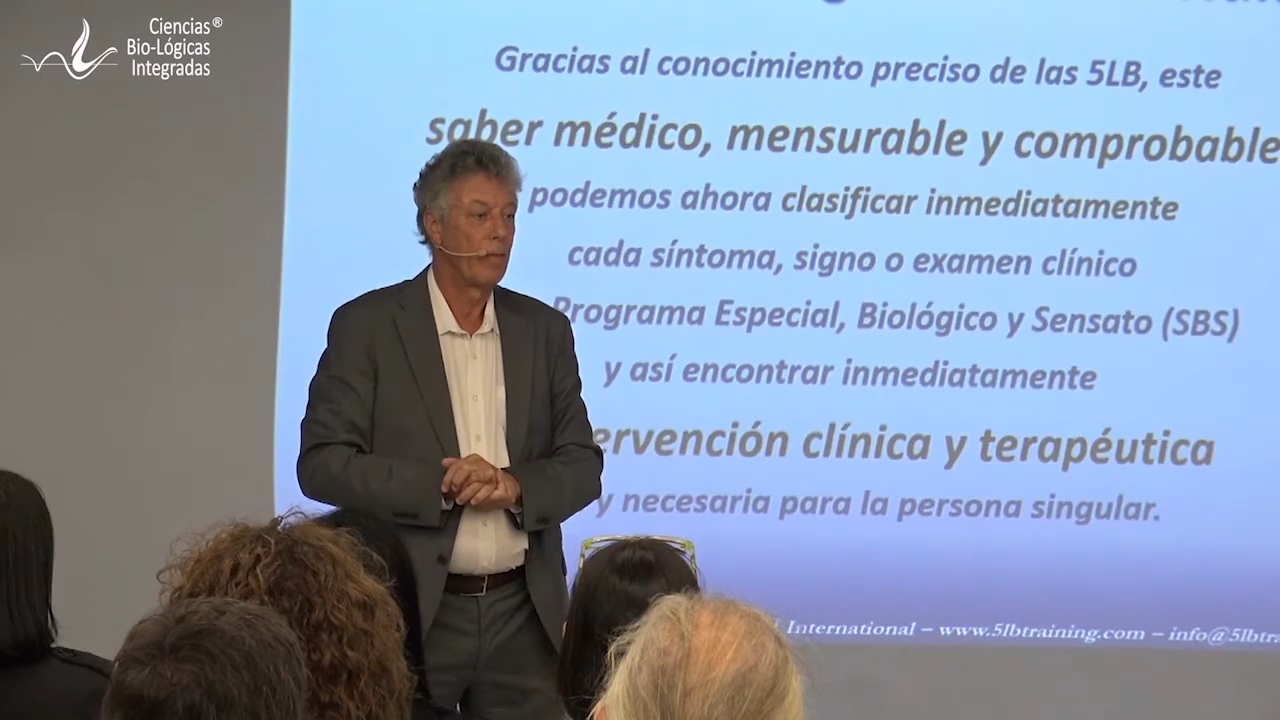 Ciencias®
Bio-Lógicas
Integradas
Gracias al conocimiento preciso de las 5LB, este
saber médico, mensurable y comprobable
podemos ahora clasificar inmediatamente
cada síntoma, signo o examen clínico
Programa Especial, Biológico y Sensato (SBS)
y así encontrar inmediatamente
ervención clínica y terapéutica
y necesaria para la persona singular.
International – www.5lbtraining.com – info@5lbtra